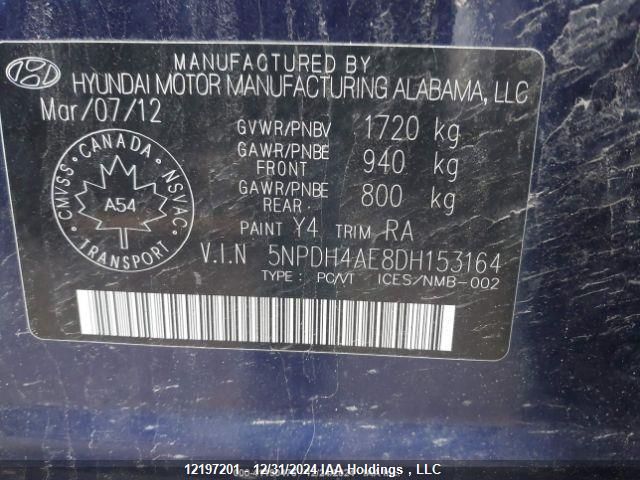 MANUFACTURED BY
HYUNDAI MOTOR MANUFACTURING ALABAMA, LLC
Mar/07/12
GVWR/PNBV 1720 kg
GAWR/PNBE FRONT 940 kg
GAWR/PNBE REAR 800 kg
PAINT Y4 TRIM RA
V.I.N 5NPDH4AE8DH153164
TYPE : PC/VT ICES/NMB-002
CANADA
CMVSS NSVAC
A54
TRANSPORT
12197201 - 12/31/2024 IAA Holdings , LLC